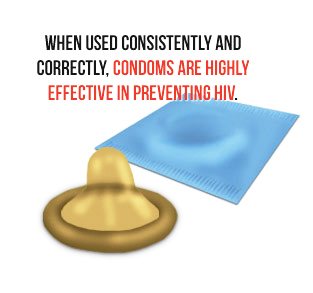 WHEN USED CONSISTENTLY AND
CORRECTLY, CONDOMS ARE HIGHLY
EFFECTIVE IN PREVENTING HIV.